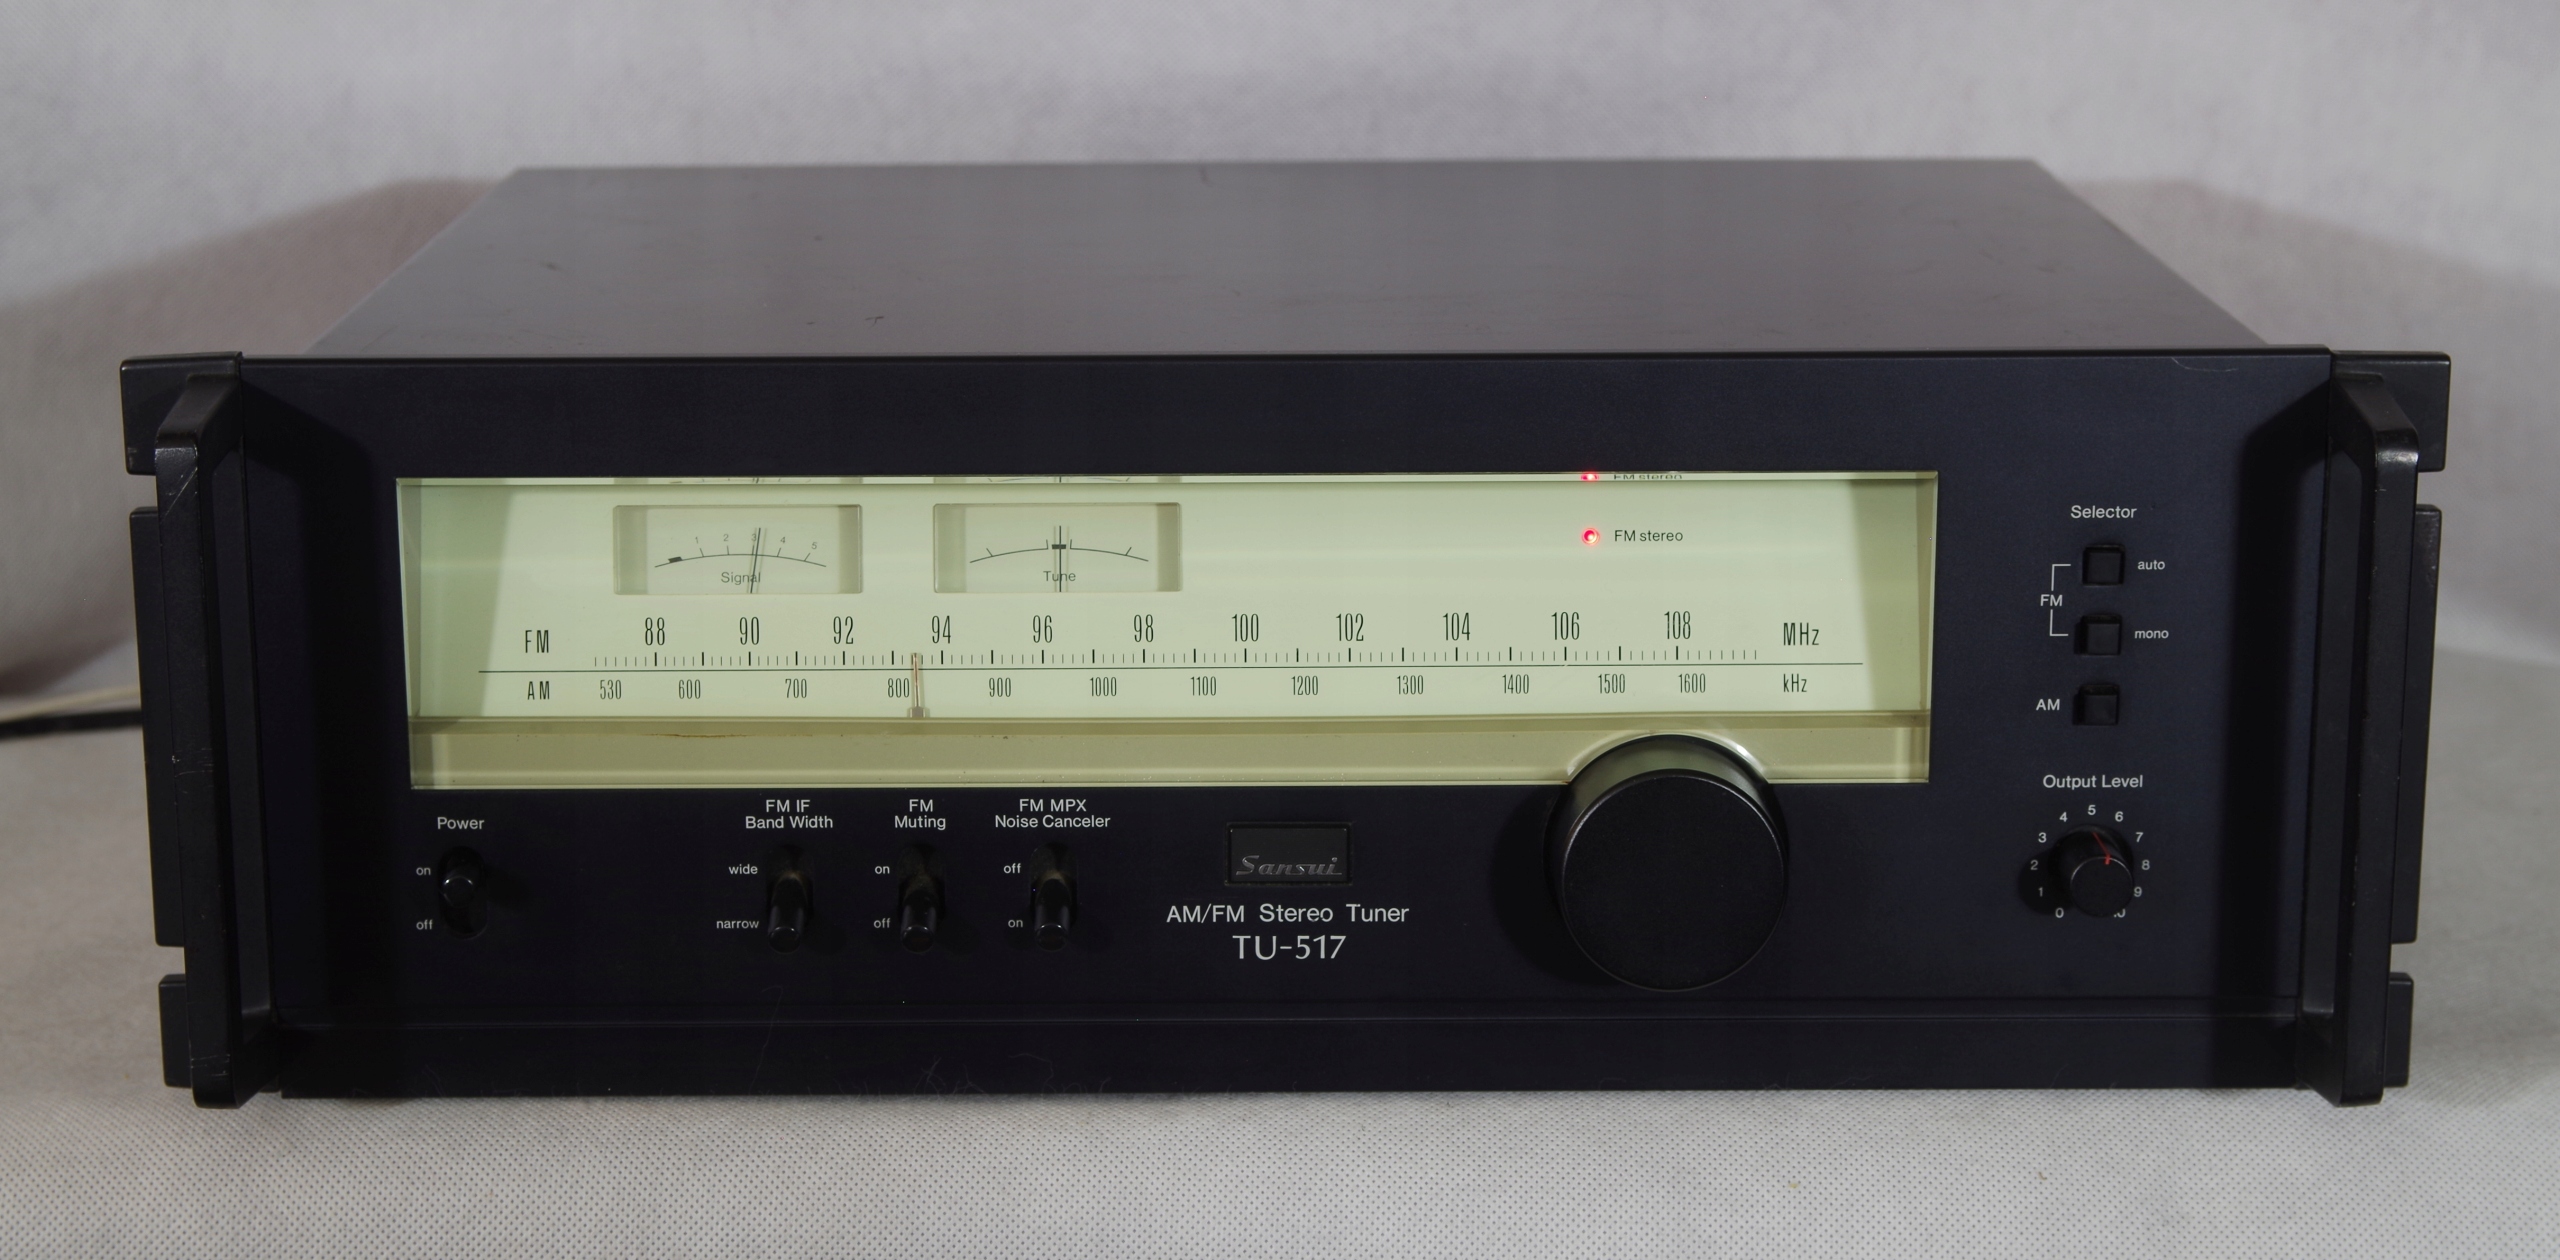 FM stereo
1 2 3 4 5
Signal
Tune
FM stereo
FM 88 90 92 94 96 98 100 102 104 106 108 MHz
AM 530 600 700 800 900 1000 1100 1200 1300 1400 1500 1600 kHz
Selector
auto
FM
mono
AM
Output Level
0 1 2 3 4 5 6 7 8 9
Power
on
off
FM IF
Band Width
wide
narrow
FM
Muting
on
off
FM MPX
Noise Canceler
off
on
Sansui
AM/FM Stereo Tuner
TU-517